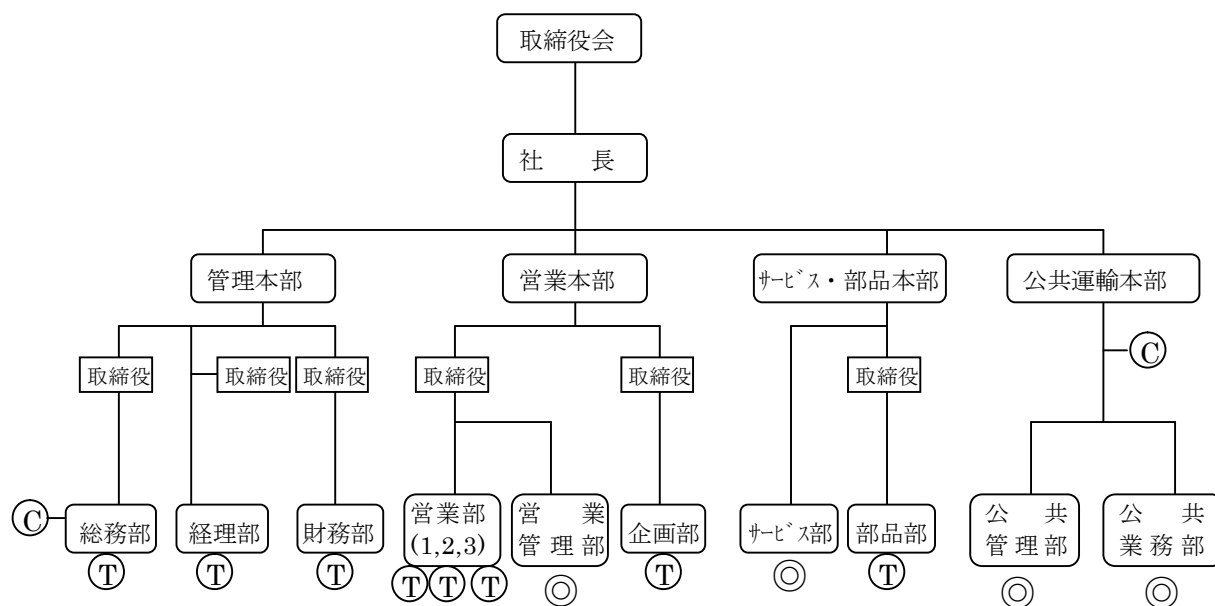 取締役会
社 長
管理本部
営業本部
サービス・部品本部
公共運輸本部
C
取締役
取締役
取締役
取締役
取締役
取締役
C
総務部
経理部
財務部
営業部
(1,2,3)
営 業
管理部
企画部
サービス部
部品部
公 共
管理部
公 共
業務部
T
T
T
T T T
◎
T
◎
T
◎
◎